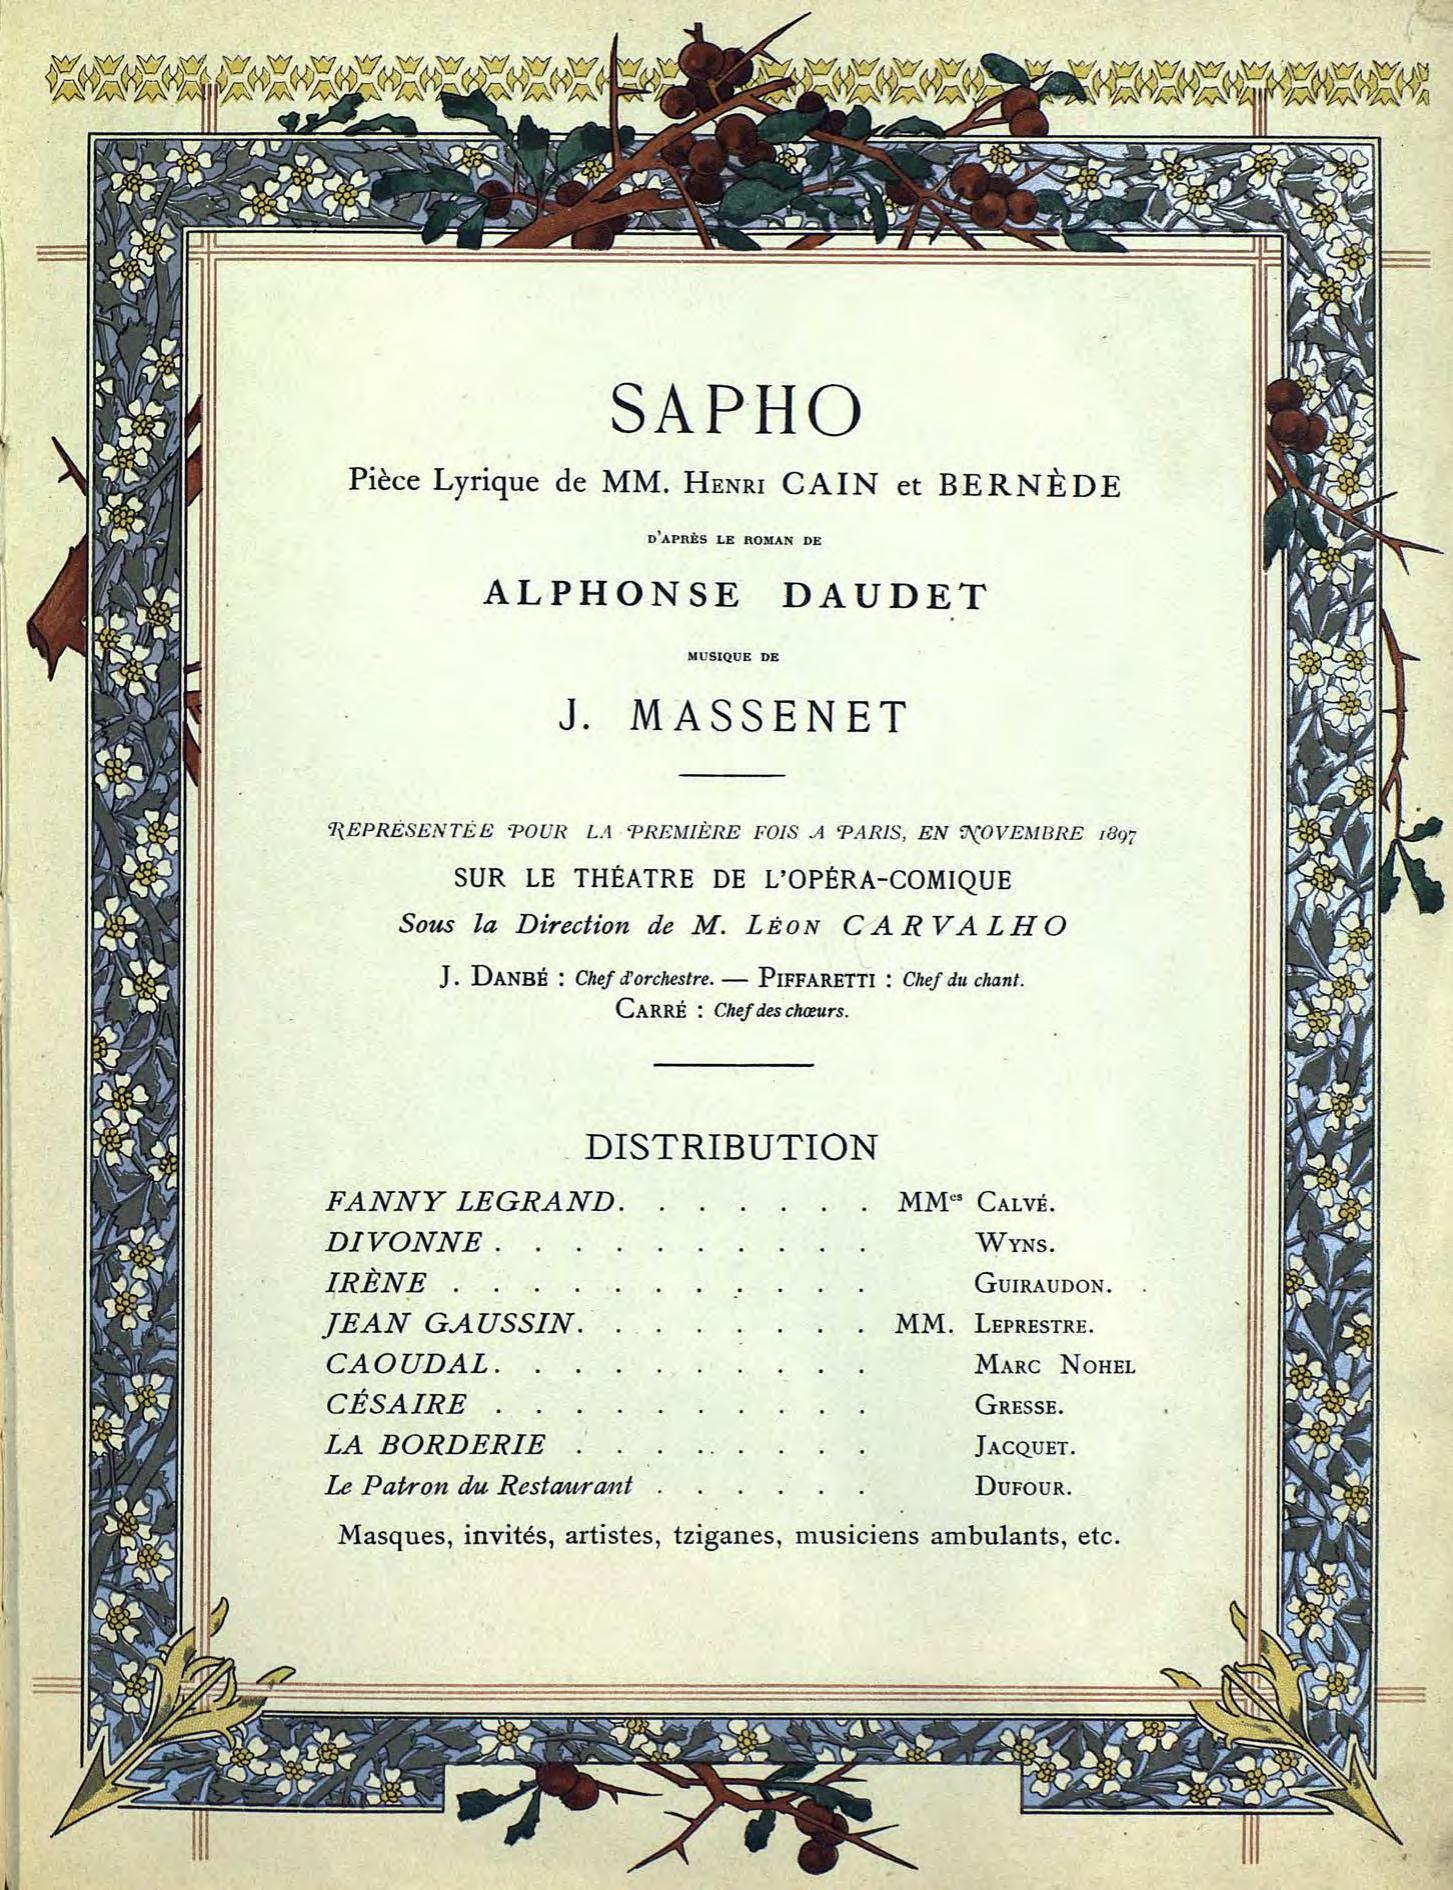 SAPHO
Pièce Lyrique de MM. HENRI CAIN et BERNÈDE
D'APRÈS LE ROMAN DE
ALPHONSE DAUDET
MUSIQUE DE
J. MASSENET
REPRÉSENTÉE POUR LA PREMIÈRE FOIS A PARIS, EN NOVEMBRE 1897
SUR LE THÉATRE DE L'OPÉRA-COMIQUE
Sous la Direction de M. LÉON CARVALHO
J. DANBÉ : Chef d'orchestre. — PIFFARETTI : Chef du chant.
CARRÉ : Chef des chœurs.
DISTRIBUTION
FANNY LEGRAND. . . . . . . MMes CALVÉ.
DIVONNE . . . . . . . . . . WYNS.
IRÈNE . . . . . . . . . . . GUIRAUDON.
JEAN GAUSSIN. . . . . . . . MM. LEPRESTRE.
CAOUDAL. . . . . . . . . . MARC NOHEL
CÉSAIRE . . . . . . . . . . GRESSE.
LA BORDERIE . . . . . . . . JACQUET.
Le Patron du Restaurant . . . . . . DUFOUR.
Masques, invités, artistes, tziganes, musiciens ambulants, etc.